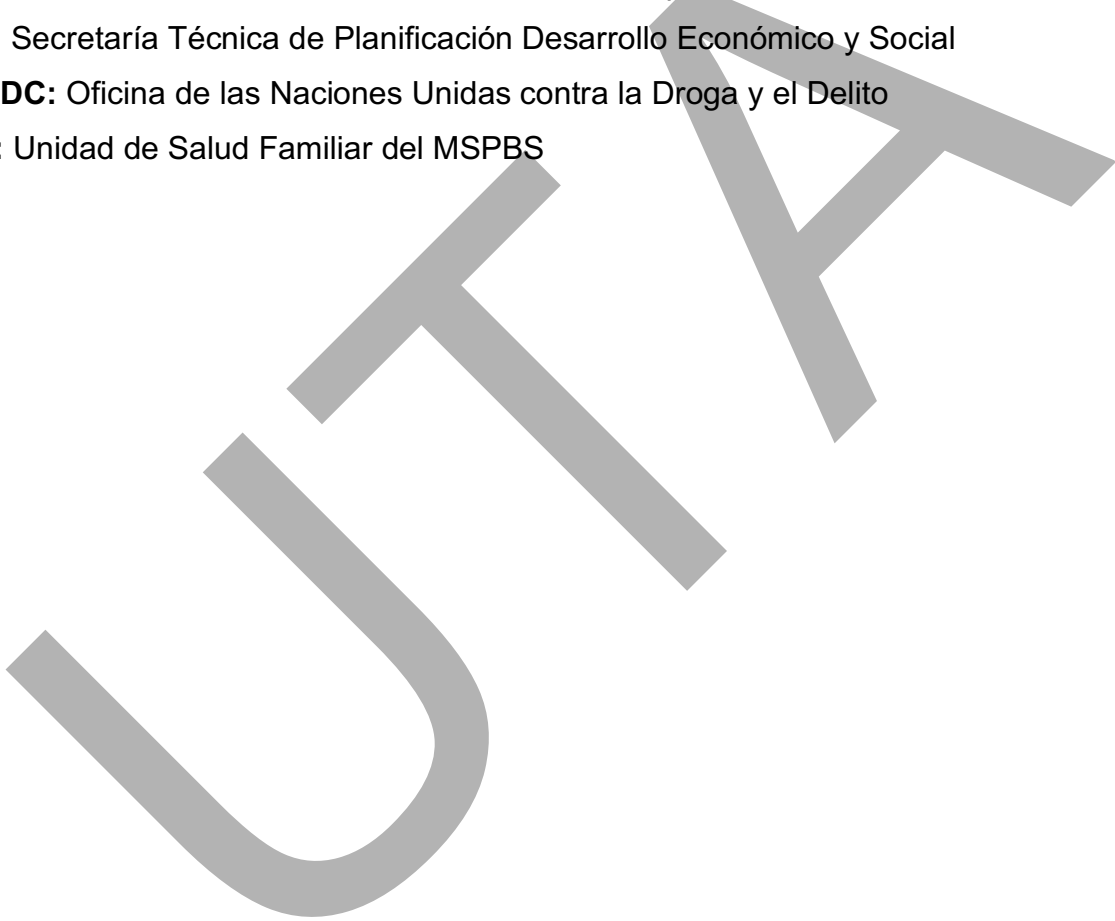 Secretaría Técnica de Planificación Desarrollo Económico y Social
DC: Oficina de las Naciones Unidas contra la Droga y el Delito
: Unidad de Salud Familiar del MSPBS
UTA